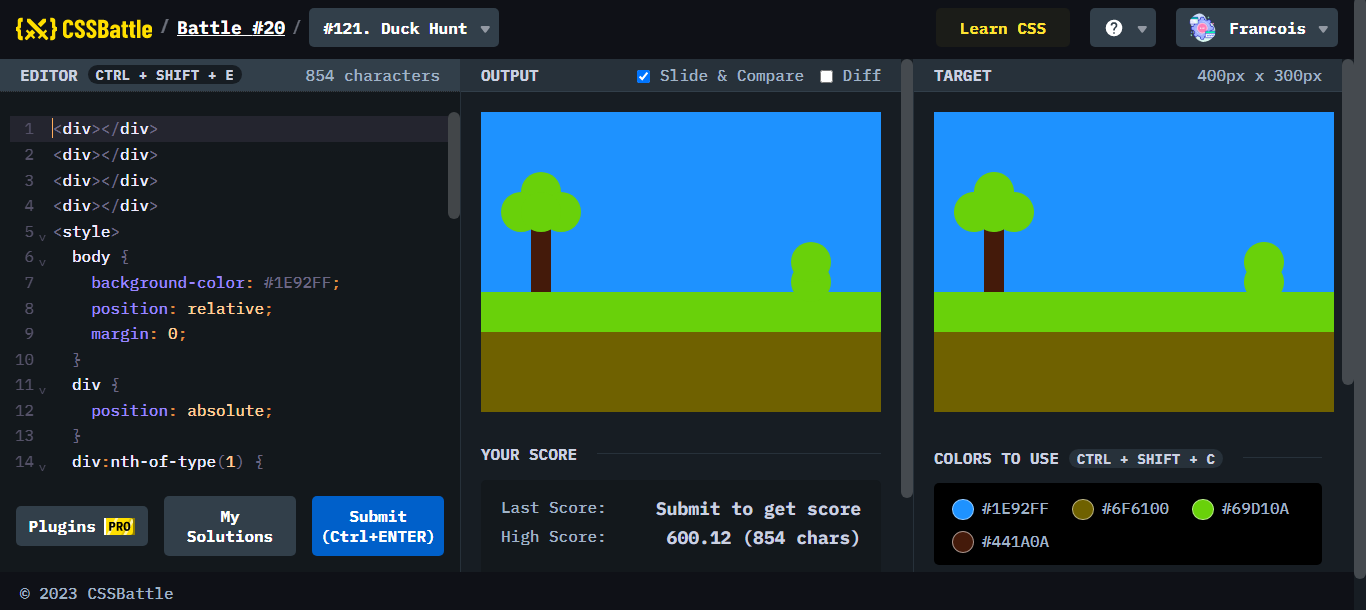 {X} CSSBattle / Battle #20 / #121. Duck Hunt ▼ Learn CSS ? ▼ Francois ▼
EDITOR CTRL + SHIFT + E 854 characters
OUTPUT Slide & Compare Diff
TARGET 400px x 300px
1 <div></div>
2 <div></div>
3 <div></div>
4 <div></div>
5 <style>
6 body {
7 background-color: #1E92FF;
8 position: relative;
9 margin: 0;
10 }
11 div {
12 position: absolute;
13 }
14 div:nth-of-type(1) {
Plugins PRO
My
Solutions
Submit
(Ctrl+ENTER)
YOUR SCORE
Last Score: Submit to get score
High Score: 600.12 (854 chars)
COLORS TO USE CTRL + SHIFT + C
#1E92FF #6F6100 #69D10A
#441A0A
© 2023 CSSBattle